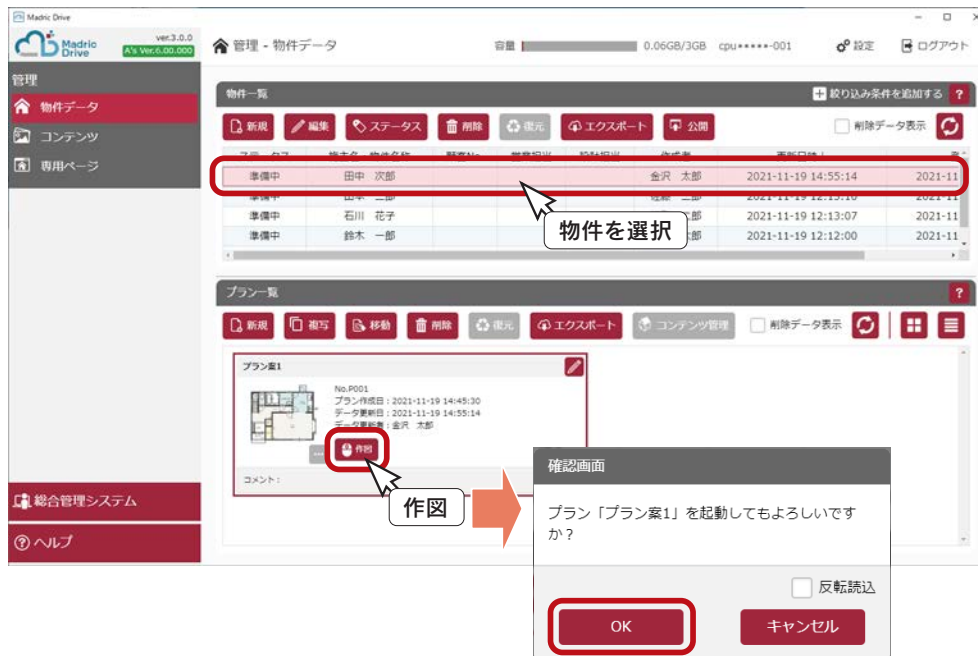 Madric Drive
Madric Drive
ver.3.0.0
A's Ver.6.00.000
管理 - 物件データ
容量
0.06GB/3GB
cpu*****-001
設定
ログアウト
管理
物件データ
コンテンツ
専用ページ
総合管理システム
ヘルプ
物件一覧
絞り込み条件を追加する
?
新規
編集
ステータス
削除
復元
エクスポート
公開
削除データ表示
準備中 田中 次郎 金沢 太郎 2021-11-19 14:55:14 2021-11
準備中 石川 花子 2021-11-19 12:13:07 2021-11
準備中 鈴木 一郎 2021-11-19 12:12:00 2021-11
物件を選択
プラン一覧
?
新規
複写
移動
削除
復元
エクスポート
コンテンツ管理
削除データ表示
プラン案1
No.P001
プラン作成日：2021-11-19 14:45:30
データ更新日：2021-11-19 14:55:14
データ更新者：金沢 太郎
作図
コメント：
作図
確認画面
プラン「プラン案1」を起動してもよろしいです
か？
反転読込
OK
キャンセル